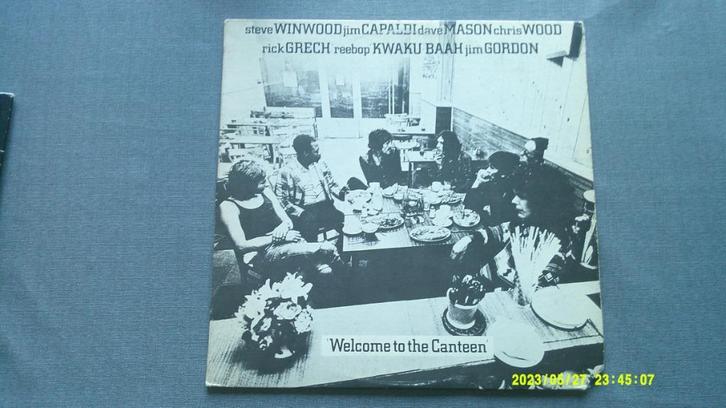 steve WINWOOD jim CAPALDI dave MASON chris WOOD
rick GRECH reebop KWAKU BAAH jim GORDON
'Welcome to the Canteen'
2023/05/27 23:45:07